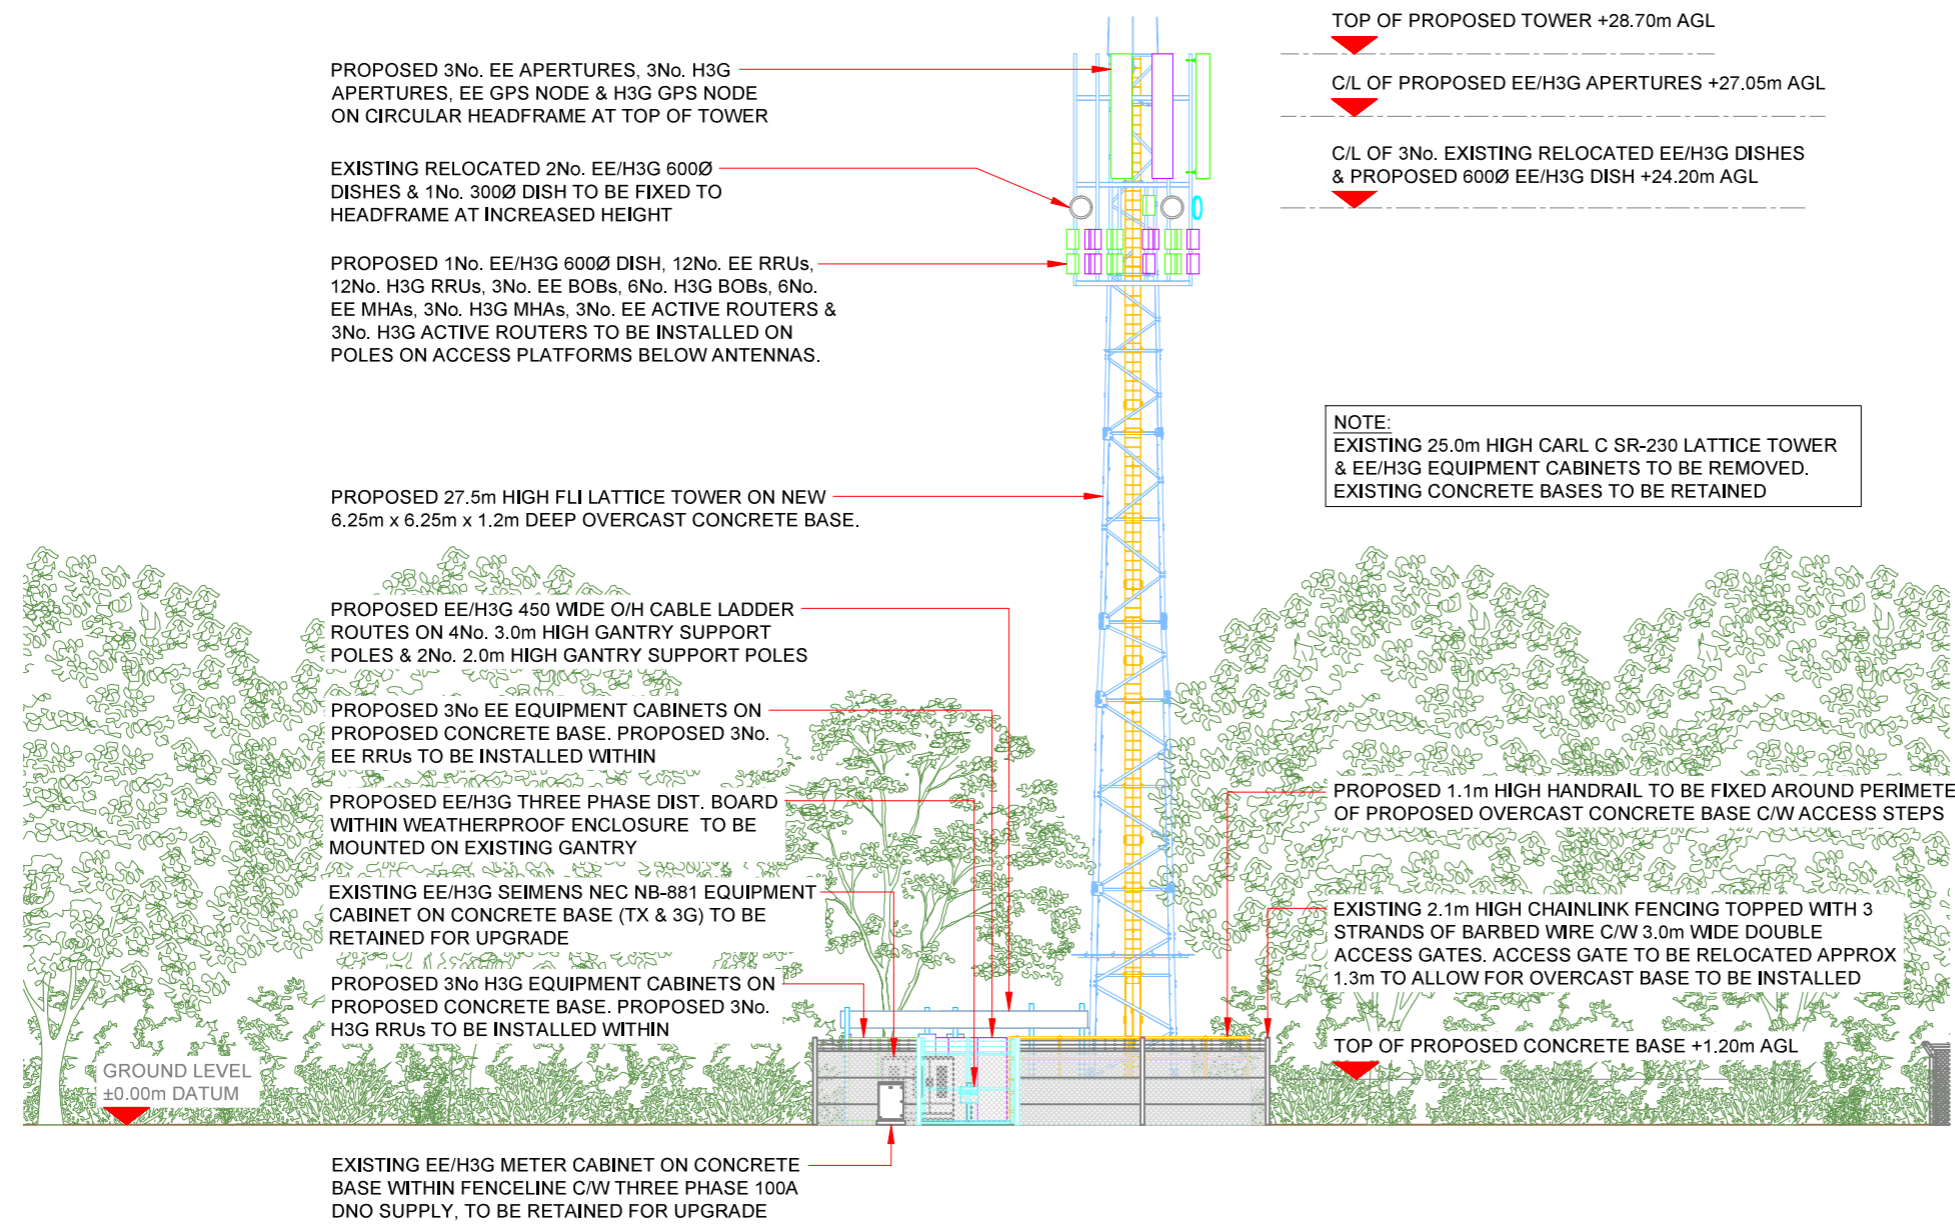 PROPOSED 3No. EE APERTURES, 3No. H3G
APERTURES, EE GPS NODE & H3G GPS NODE
ON CIRCULAR HEADFRAME AT TOP OF TOWER
EXISTING RELOCATED 2No. EE/H3G 600Ø
DISHES & 1No. 300Ø DISH TO BE FIXED TO
HEADFRAME AT INCREASED HEIGHT
PROPOSED 1No. EE/H3G 600Ø DISH, 12No. EE RRUs,
12No. H3G RRUs, 3No. EE BOBs, 6No. H3G BOBs, 6No.
EE MHAs, 3No. H3G MHAs, 3No. EE ACTIVE ROUTERS &
3No. H3G ACTIVE ROUTERS TO BE INSTALLED ON
POLES ON ACCESS PLATFORMS BELOW ANTENNAS.
PROPOSED 27.5m HIGH FLI LATTICE TOWER ON NEW
6.25m x 6.25m x 1.2m DEEP OVERCAST CONCRETE BASE.
PROPOSED EE/H3G 450 WIDE O/H CABLE LADDER
ROUTES ON 4No. 3.0m HIGH GANTRY SUPPORT
POLES & 2No. 2.0m HIGH GANTRY SUPPORT POLES
PROPOSED 3No EE EQUIPMENT CABINETS ON
PROPOSED CONCRETE BASE. PROPOSED 3No.
EE RRUs TO BE INSTALLED WITHIN
PROPOSED EE/H3G THREE PHASE DIST. BOARD
WITHIN WEATHERPROOF ENCLOSURE TO BE
MOUNTED ON EXISTING GANTRY
EXISTING EE/H3G SEIMENS NEC NB-881 EQUIPMENT
CABINET ON CONCRETE BASE (TX & 3G) TO BE
RETAINED FOR UPGRADE
PROPOSED 3No H3G EQUIPMENT CABINETS ON
PROPOSED CONCRETE BASE. PROPOSED 3No.
H3G RRUs TO BE INSTALLED WITHIN
GROUND LEVEL
±0.00m DATUM
EXISTING EE/H3G METER CABINET ON CONCRETE
BASE WITHIN FENCELINE C/W THREE PHASE 100A
DNO SUPPLY, TO BE RETAINED FOR UPGRADE
TOP OF PROPOSED TOWER +28.70m AGL
C/L OF PROPOSED EE/H3G APERTURES +27.05m AGL
C/L OF 3No. EXISTING RELOCATED EE/H3G DISHES
& PROPOSED 600Ø EE/H3G DISH +24.20m AGL
NOTE:
EXISTING 25.0m HIGH CARL C SR-230 LATTICE TOWER
& EE/H3G EQUIPMENT CABINETS TO BE REMOVED.
EXISTING CONCRETE BASES TO BE RETAINED
PROPOSED 1.1m HIGH HANDRAIL TO BE FIXED AROUND PERIMETE
OF PROPOSED OVERCAST CONCRETE BASE C/W ACCESS STEPS
EXISTING 2.1m HIGH CHAINLINK FENCING TOPPED WITH 3
STRANDS OF BARBED WIRE C/W 3.0m WIDE DOUBLE
ACCESS GATES. ACCESS GATE TO BE RELOCATED APPROX
1.3m TO ALLOW FOR OVERCAST BASE TO BE INSTALLED
TOP OF PROPOSED CONCRETE BASE +1.20m AGL